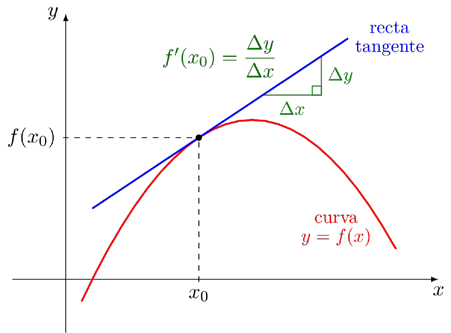 y
recta
tangente
f′(x₀) = Δy/Δx
Δy
Δx
f(x₀)
curva
y = f(x)
x₀
x